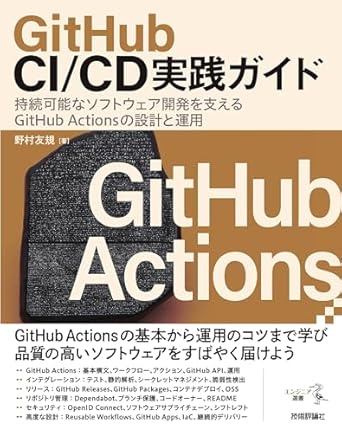 GitHub
CI/CD実践ガイド
持続可能なソフトウェア開発を支える
GitHub Actionsの設計と運用
野村友規［著］
GitHub
Actions
GitHub Actionsの基本から運用のコツまで学び
品質の高いソフトウェアをすばやく届けよう
GitHub Actions：基本構文、ワークフロー、アクション、GitHub API、運用
インテグレーション：テスト、静的解析、シークレットマネジメント、脆弱性検出
リリース：GitHub Releases、GitHub Packages、コンテナデプロイ、OSS
リポジトリ管理：Dependabot、ブランチ保護、コードオーナー、README
セキュリティ：OpenID Connect、ソフトウェアサプライチェーン、シフトレフト
高度な設計：Reusable Workflows、GitHub Apps、IaC、継続的デリバリー
エンジニア
選書
技術評論社